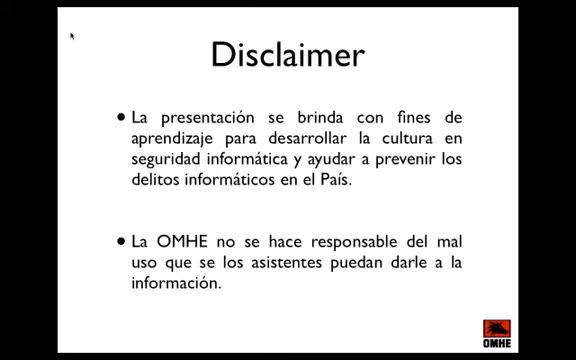 Disclaimer
• La presentación se brinda con fines de
aprendizaje para desarrollar la cultura en
seguridad informática y ayudar a prevenir los
delitos informáticos en el País.
• La OMHE no se hace responsable del mal
uso que se los asistentes puedan darle a la
información.
OMHE